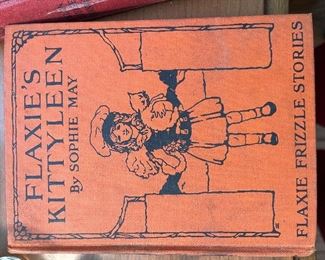 FLAXIE'S
KITTYLEEN
By SOPHIE MAY
FLAXIE FRIZZLE STORIES